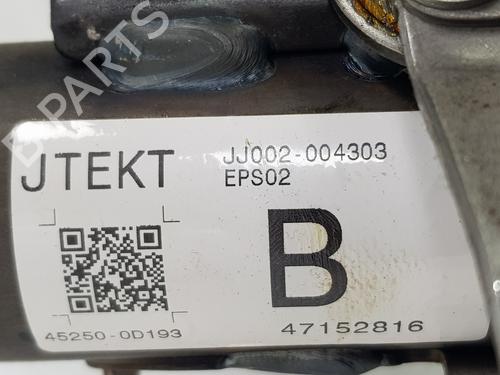 B-PARTS
JTEKT
JJ002-004303
EPS02
B
45250-0D193
47152816